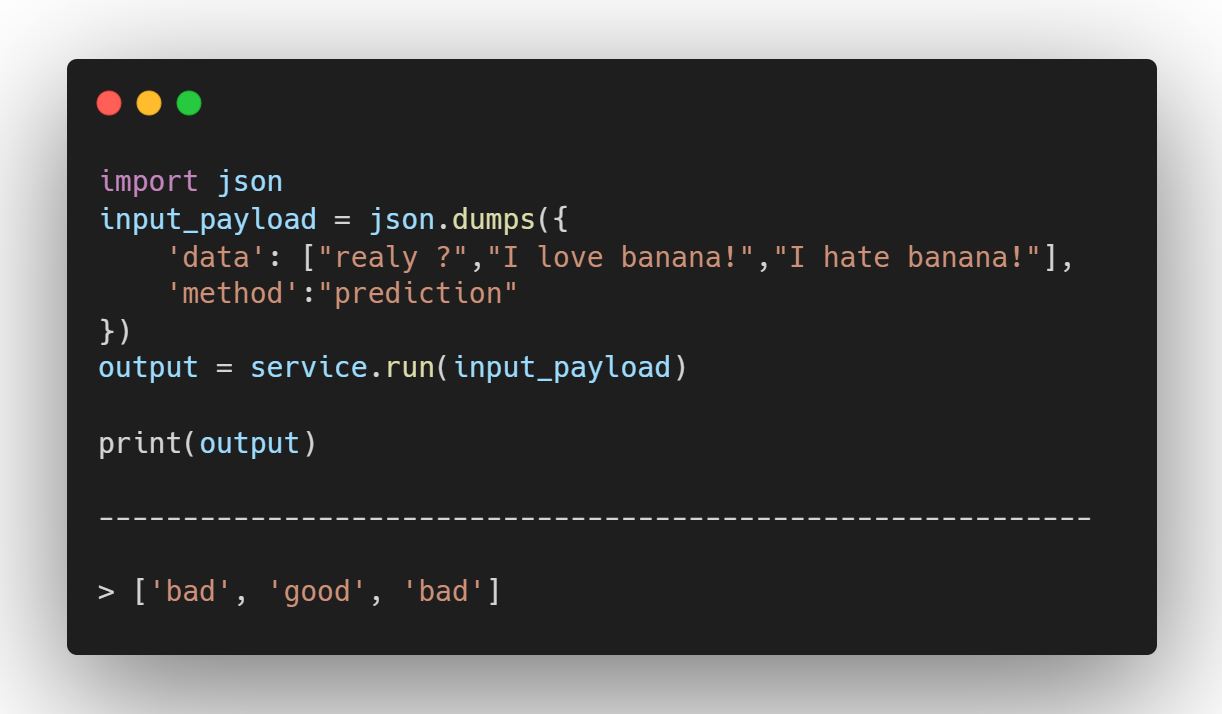 import json
input_payload = json.dumps({
    'data': ["realy ?","I love banana!","I hate banana!"],
    'method':"prediction"
})
output = service.run(input_payload)
print(output)
-----------------------------------------------------------
> ['bad', 'good', 'bad']